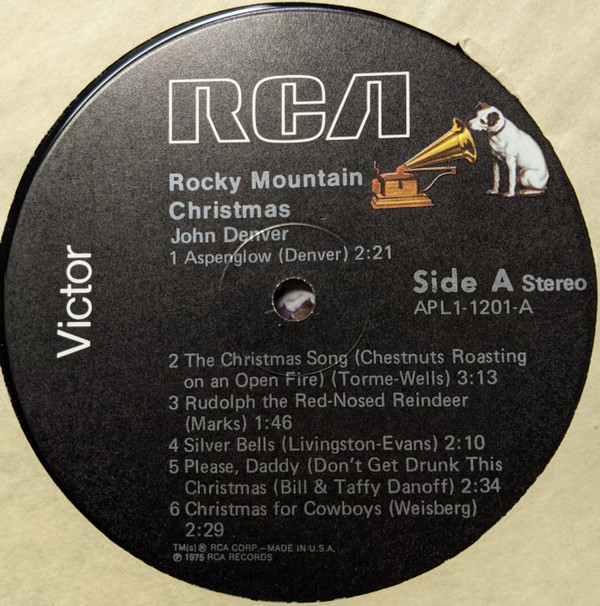 RCA
Rocky Mountain
Christmas
John Denver
1 Aspenglow (Denver) 2:21
Victor
Side A Stereo
APL1-1201-A
2 The Christmas Song (Chestnuts Roasting
on an Open Fire) (Torme-Wells) 3:13
3 Rudolph the Red-Nosed Reindeer
(Marks) 1:46
4 Silver Bells (Livingston-Evans) 2:10
5 Please, Daddy (Don't Get Drunk This
Christmas (Bill & Taffy Danoff) 2:34
6 Christmas for Cowboys (Weisberg)
2:29
TM(s) ® RCA CORP.—MADE IN U.S.A.
℗ 1975 RCA RECORDS